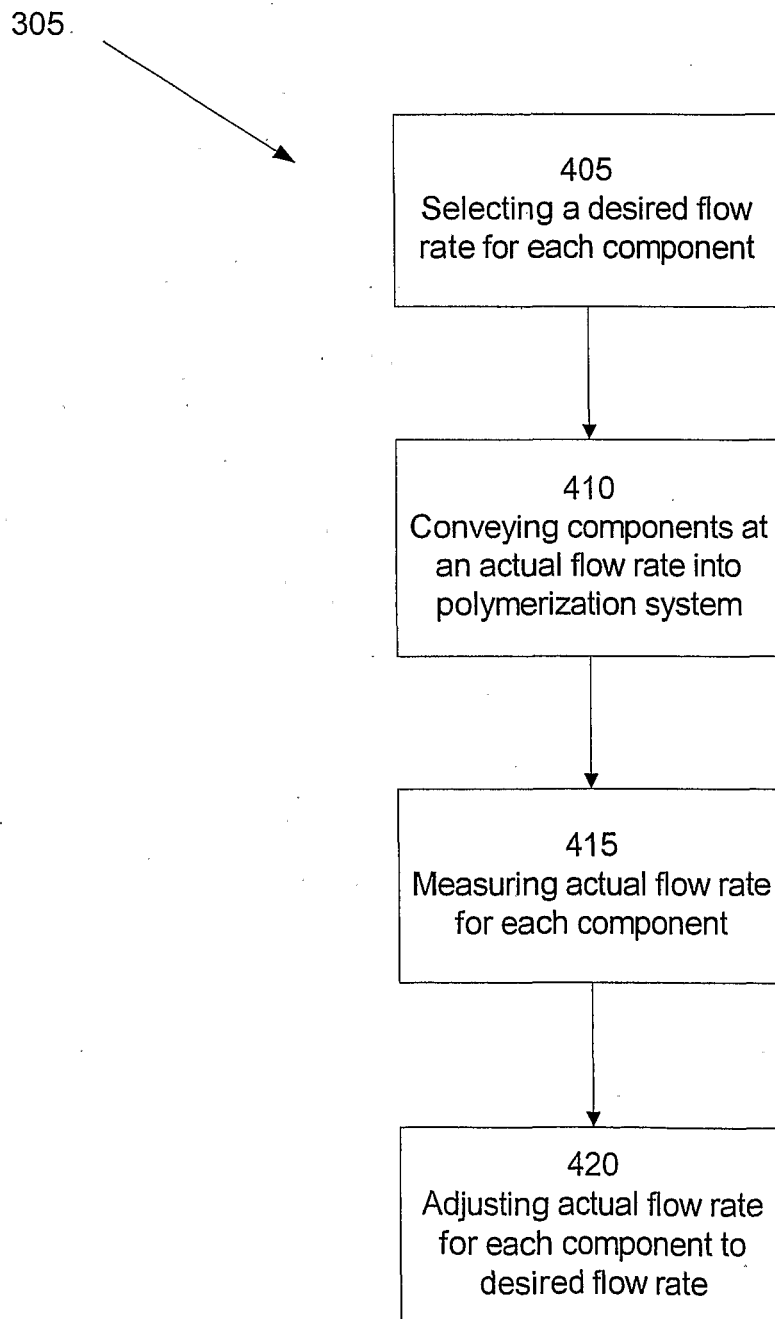 305
405
Selecting a desired flow
rate for each component
410
Conveying components at
an actual flow rate into
polymerization system
415
Measuring actual flow rate
for each component
420
Adjusting actual flow rate
for each component to
desired flow rate